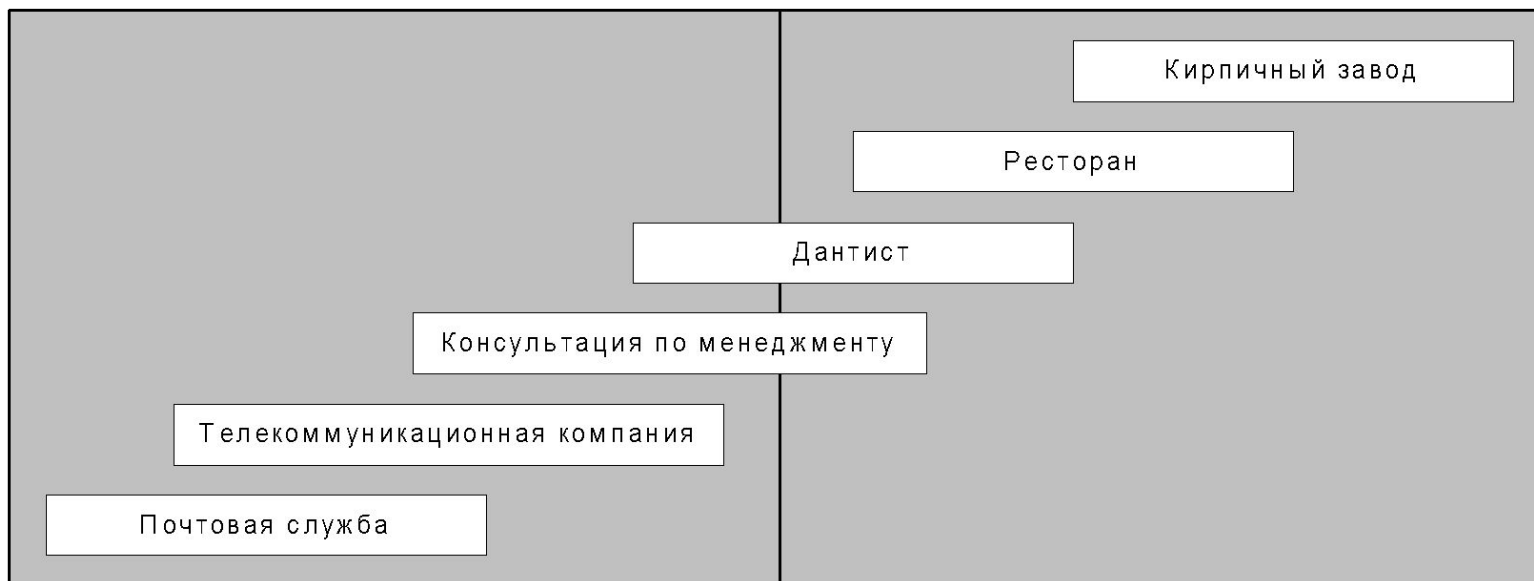 Кирпичный завод
Ресторан
Дантист
Консультация по менеджменту
Телекоммуникационная компания
Почтовая служба